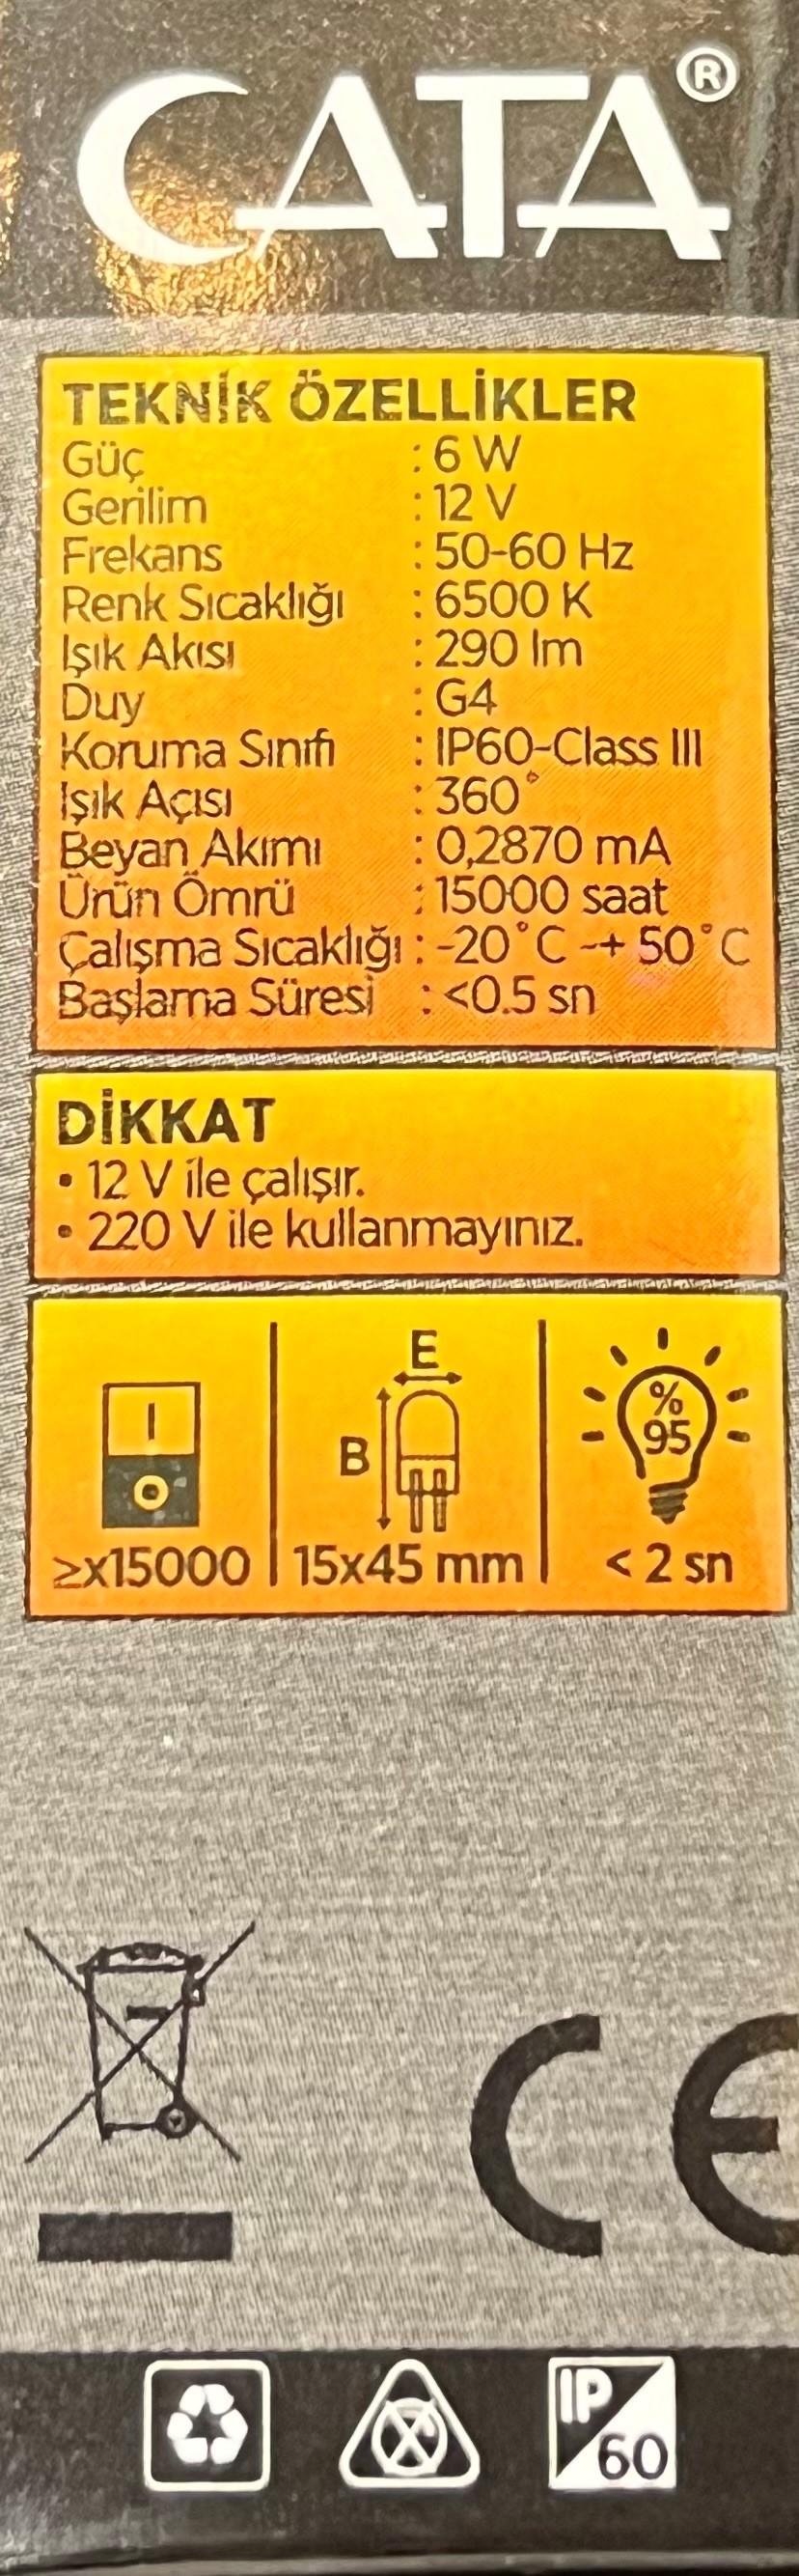 CATA®
TEKNİK ÖZELLİKLER
Güç : 6 W
Gerilim : 12 V
Frekans : 50-60 Hz
Renk Sıcaklığı : 6500 K
Işık Akısı : 290 lm
Duy : G4
Koruma Sınıfı : IP60-Class III
Işık Açısı : 360°
Beyan Akımı : 0,2870 mA
Ürün Ömrü : 15000 saat
Çalışma Sıcaklığı : -20°C -+ 50°C
Başlama Süresi : <0.5 sn
DİKKAT
• 12 V ile çalışır.
• 220 V ile kullanmayınız.
E
B
%
95
≥x15000
15x45 mm
< 2 sn
CE
IP
60